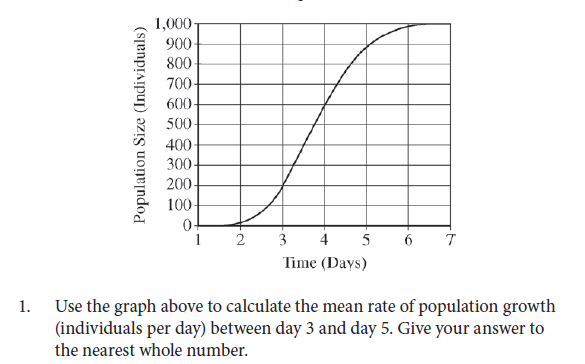 1,000
900
800
700
600
500
400
300
200
100
0
Population Size (Individuals)
1 2 3 4 5 6 7
Time (Days)
1. Use the graph above to calculate the mean rate of population growth
(individuals per day) between day 3 and day 5. Give your answer to
the nearest whole number.